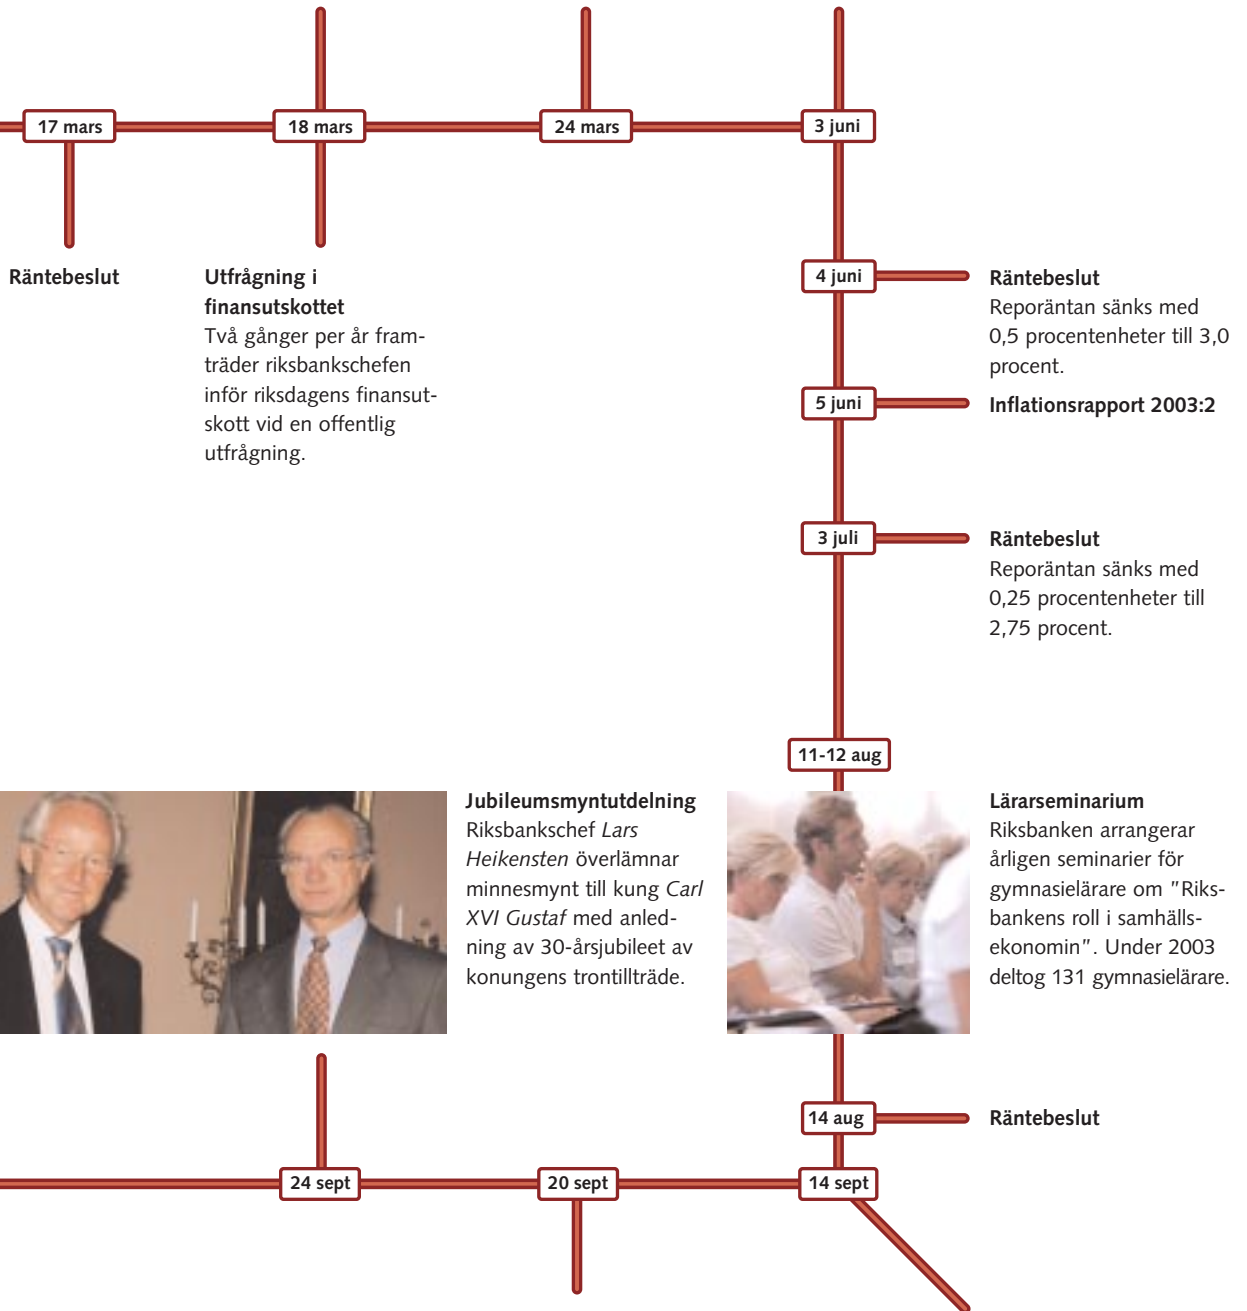 17 mars
18 mars
24 mars
3 juni
Räntebeslut
Utfrågning i
finansutskottet
Två gånger per år fram-
träder riksbankschefen
inför riksdagens finansut-
skott vid en offentlig
utfrågning.
4 juni
Räntebeslut
Reporäntan sänks med
0,5 procentenheter till 3,0
procent.
5 juni
Inflationsrapport 2003:2
3 juli
Räntebeslut
Reporäntan sänks med
0,25 procentenheter till
2,75 procent.
11-12 aug
Lärarseminarium
Riksbanken arrangerar
årligen seminarier för
gymnasielärare om ”Riks-
bankens roll i samhälls-
ekonomin”. Under 2003
deltog 131 gymnasielärare.
14 aug
Räntebeslut
14 sept
20 sept
24 sept
Jubileumsmyntutdelning
Riksbankschef Lars
Heikensten överlämnar
minnesmynt till kung Carl
XVI Gustaf med anled-
ning av 30-årsjubileet av
konungens trontillträde.